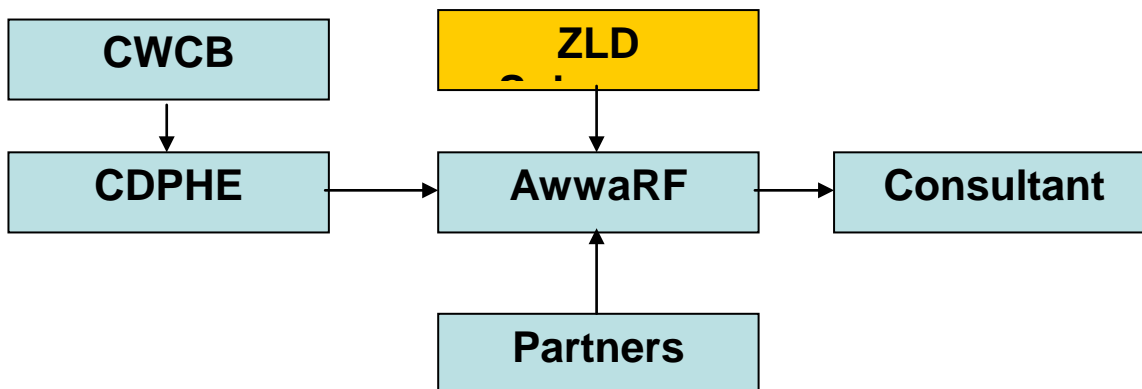 CWCB
ZLD
CDPHE
AwwaRF
Consultant
Partners